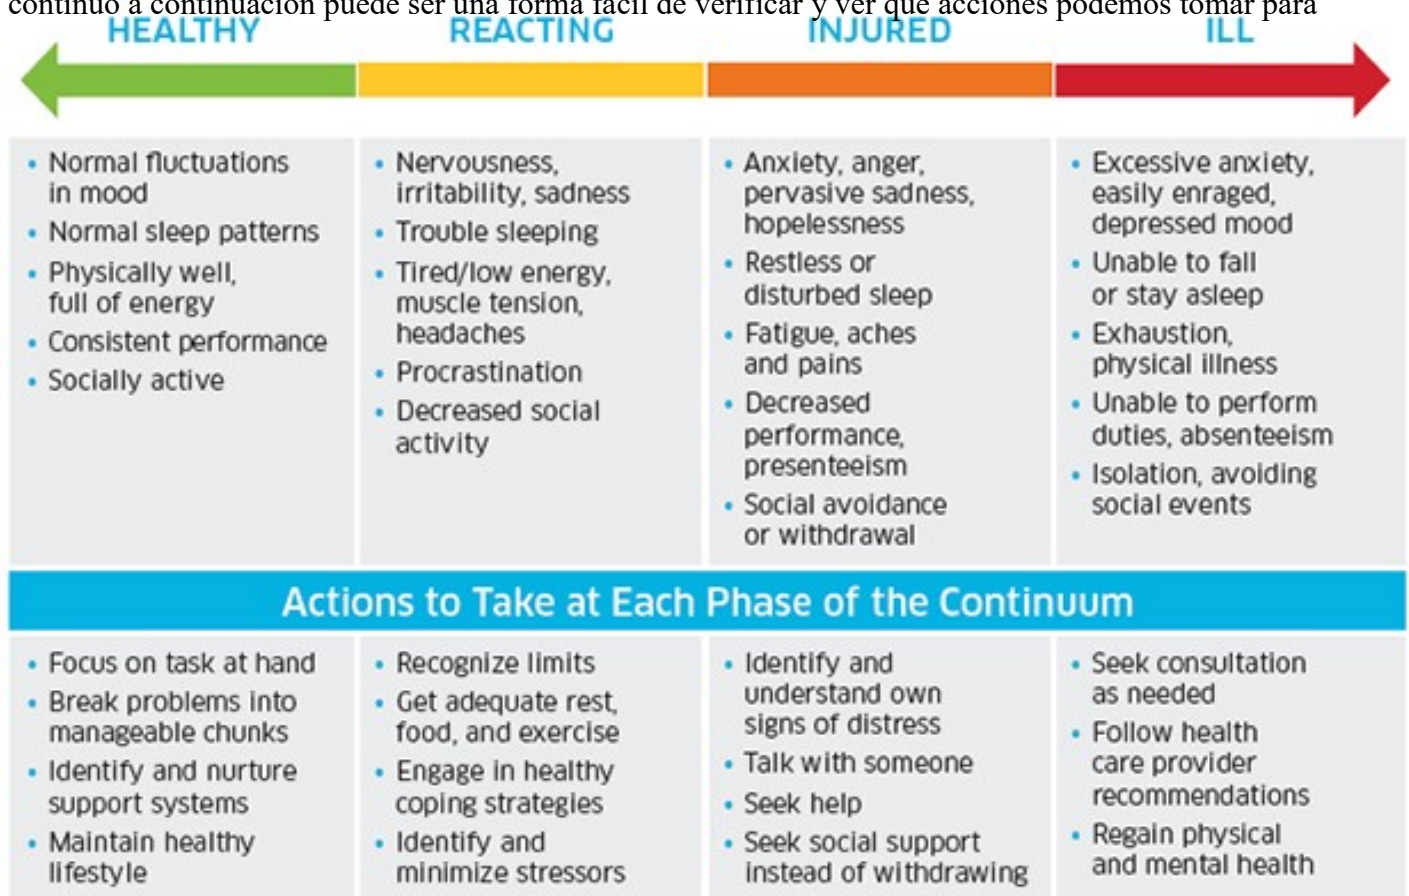 continuo a continuación puede ser una forma fácil de verificar y ver qué acciones podemos tomar para
HEALTHY
REACTING
INJURED
ILL
• Normal fluctuations
in mood
• Normal sleep patterns
• Physically well,
full of energy
• Consistent performance
• Socially active
• Nervousness,
irritability, sadness
• Trouble sleeping
• Tired/low energy,
muscle tension,
headaches
• Procrastination
• Decreased social
activity
• Anxiety, anger,
pervasive sadness,
hopelessness
• Restless or
disturbed sleep
• Fatigue, aches
and pains
• Decreased
performance,
presenteeism
• Social avoidance
or withdrawal
• Excessive anxiety,
easily enraged,
depressed mood
• Unable to fall
or stay asleep
• Exhaustion,
physical illness
• Unable to perform
duties, absenteeism
• Isolation, avoiding
social events
Actions to Take at Each Phase of the Continuum
• Focus on task at hand
• Break problems into
manageable chunks
• Identify and nurture
support systems
• Maintain healthy
lifestyle
• Recognize limits
• Get adequate rest,
food, and exercise
• Engage in healthy
coping strategies
• Identify and
minimize stressors
• Identify and
understand own
signs of distress
• Talk with someone
• Seek help
• Seek social support
instead of withdrawing
• Seek consultation
as needed
• Follow health
care provider
recommendations
• Regain physical
and mental health